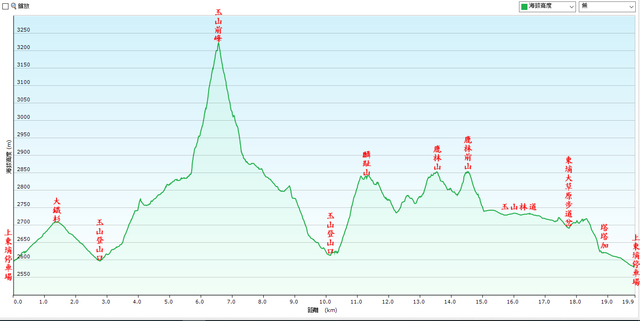 縮放
海拔高度
無
海拔高度 (m)
3250
3200
3150
3100
3050
3000
2950
2900
2850
2800
2750
2700
2650
2600
2550
上東埔停車場
大鐵杉
玉山登山口
玉山前峰
玉山登山口
麟趾山
鹿林山
鹿林前山
玉山林道
東埔大草原步道岔
塔塔加
上東埔停車場
0.0
1.0
2.0
3.0
4.0
5.0
6.0
7.0
8.0
9.0
10.0
11.0
12.0
13.0
14.0
15.0
16.0
17.0
18.0
19.0
19.9
距離 (km)